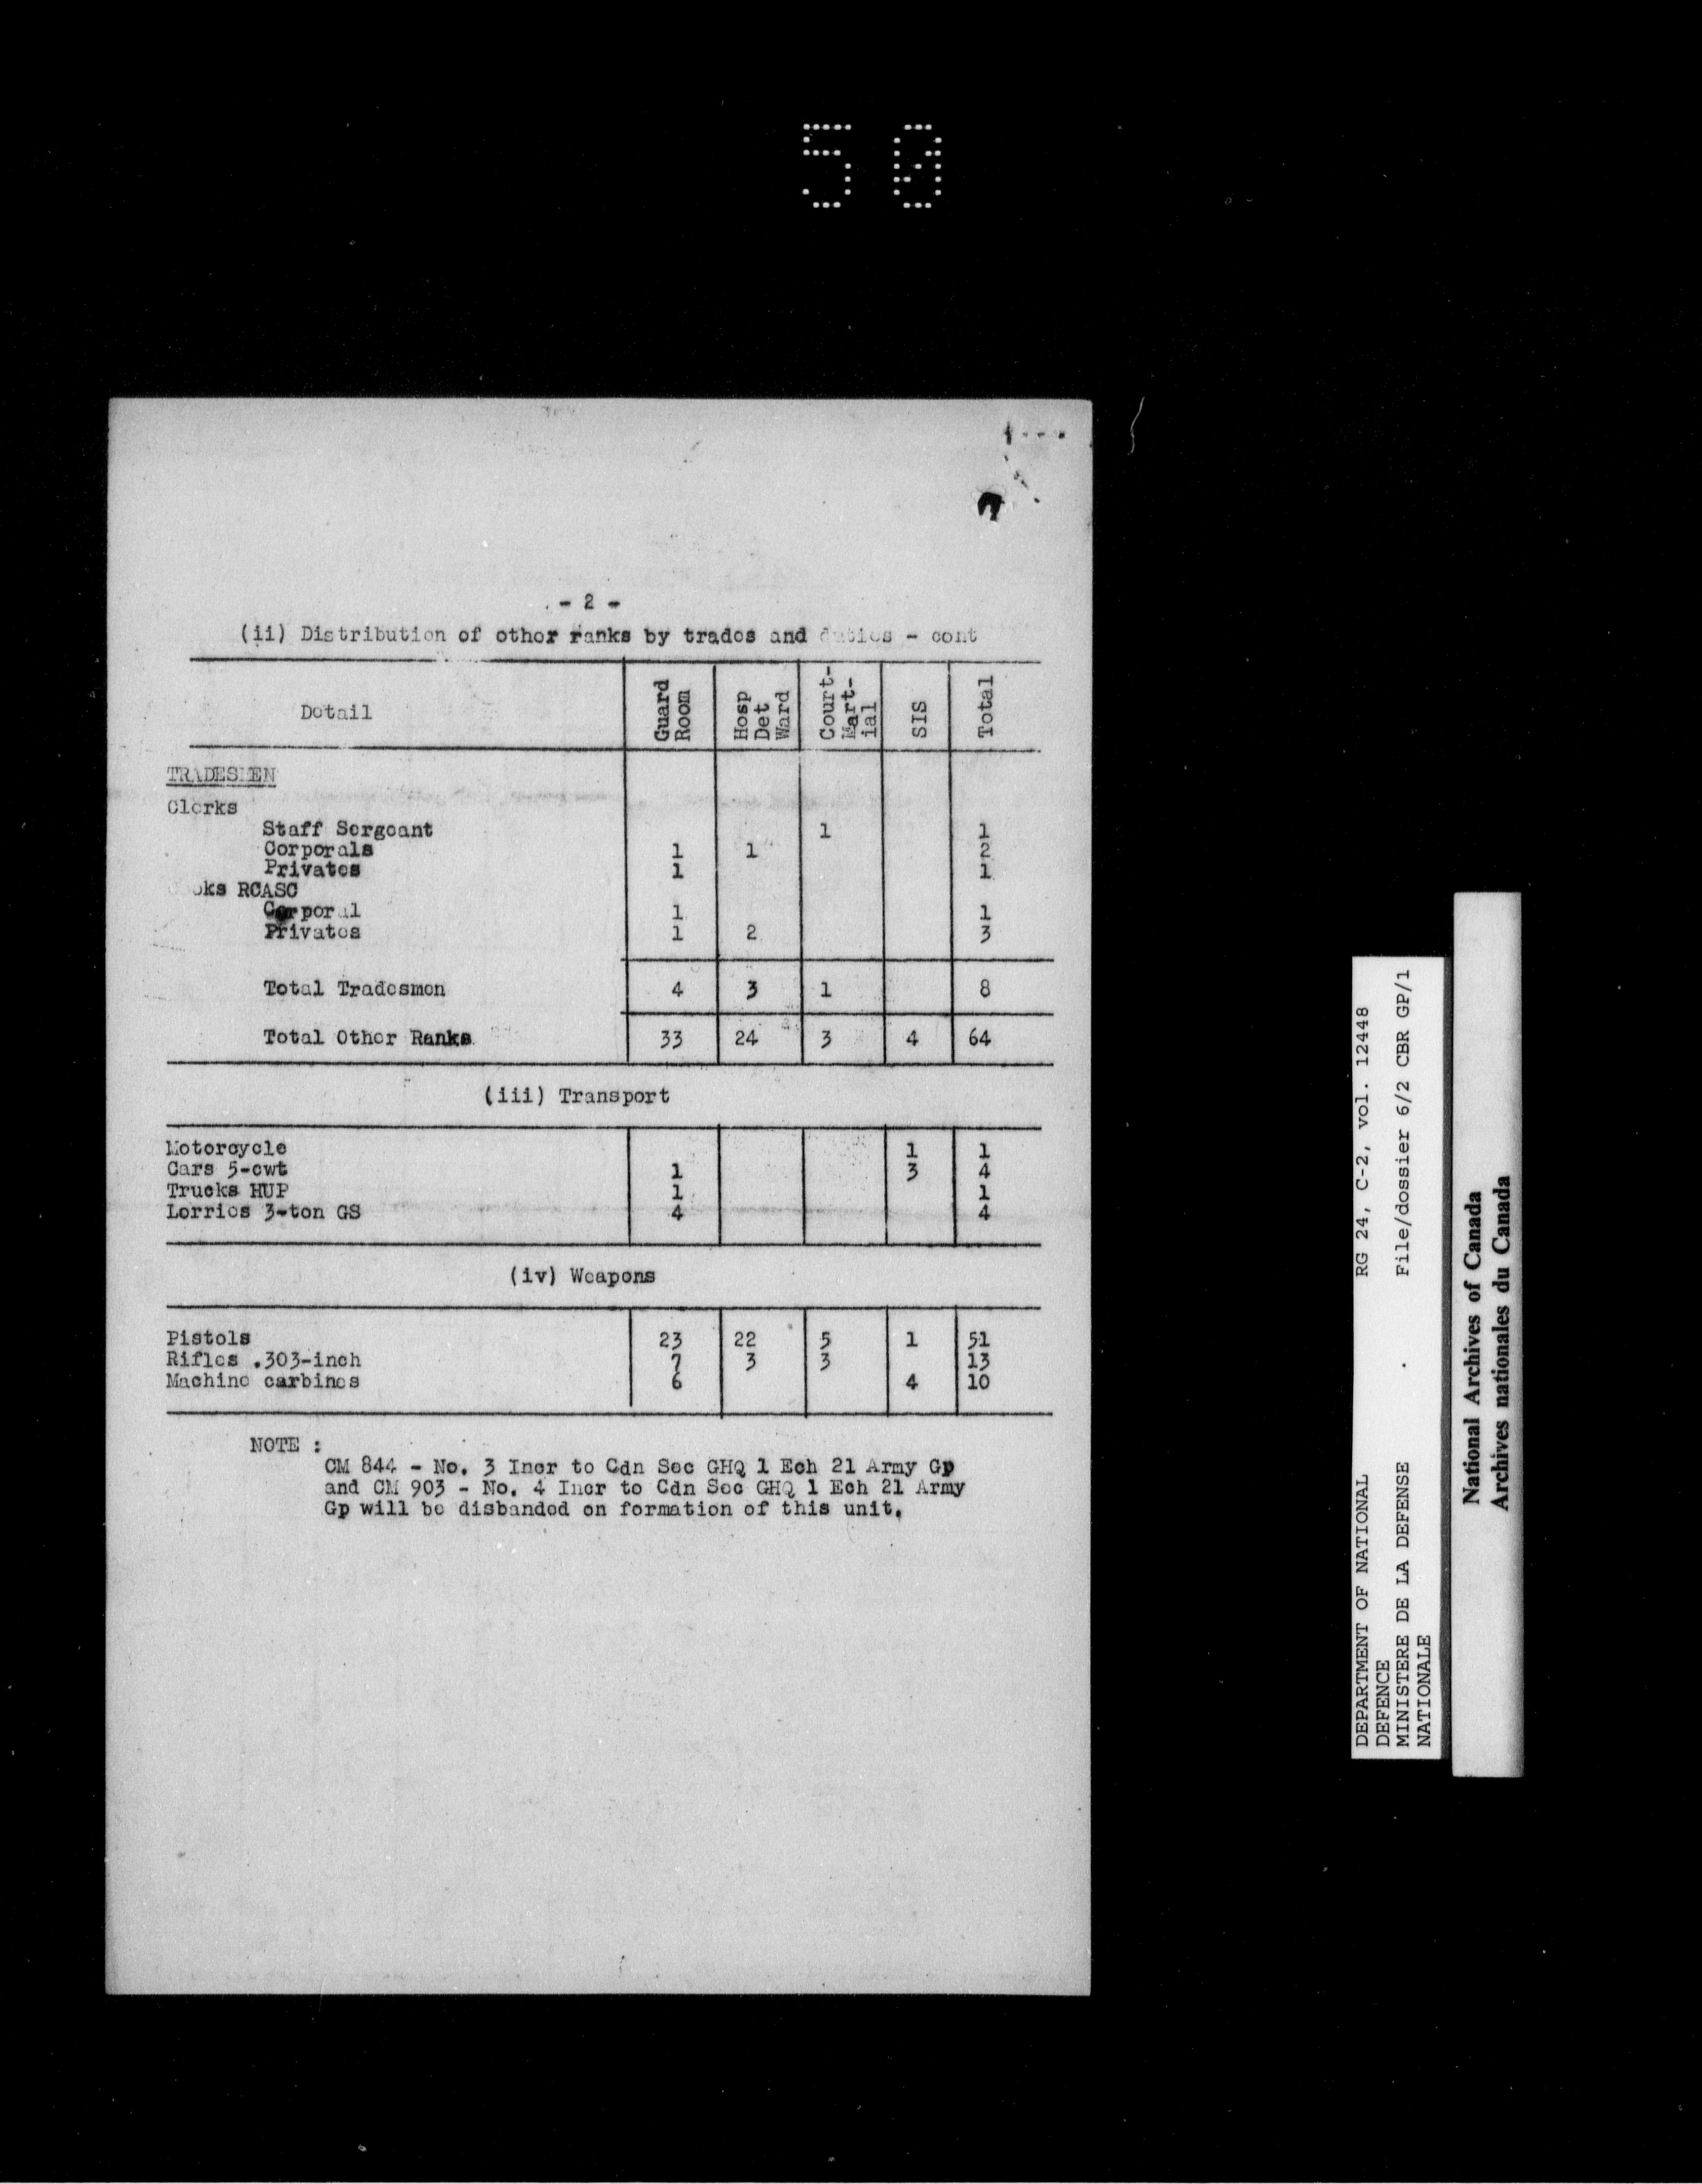 50
- 2 -
(ii) Distribution of other ranks by trades and duties - cont
Detail Guard Room Hosp Det Ward Court-Mart-ial SIS Total
TRADESMEN
Clerks
Staff Sergeant 1 1
Corporals 1 1 2
Privates 1 1
oks RCASC
Corporal 1 1
Privates 1 2 3
Total Tradesmen 4 3 1 8
Total Other Ranks 33 24 3 4 64
(iii) Transport
Motorcycle 1 1
Cars 5-cwt 1 3 4
Trucks HUP 1 1
Lorries 3-ton GS 4 4
(iv) Weapons
Pistols 23 22 5 1 51
Rifles .303-inch 7 3 3 13
Machine carbines 6 4 10
NOTE :
CM 844 - No. 3 Incr to Cdn Sec GHQ 1 Ech 21 Army Gp
and CM 903 - No. 4 Incr to Cdn Sec GHQ 1 Ech 21 Army
Gp will be disbanded on formation of this unit.
DEPARTMENT OF NATIONAL RG 24, C-2, vol. 12448
DEFENCE
MINISTERE DE LA DEFENSE File/dossier 6/2 CBR GP/1
NATIONALE
National Archives of Canada
Archives nationales du Canada